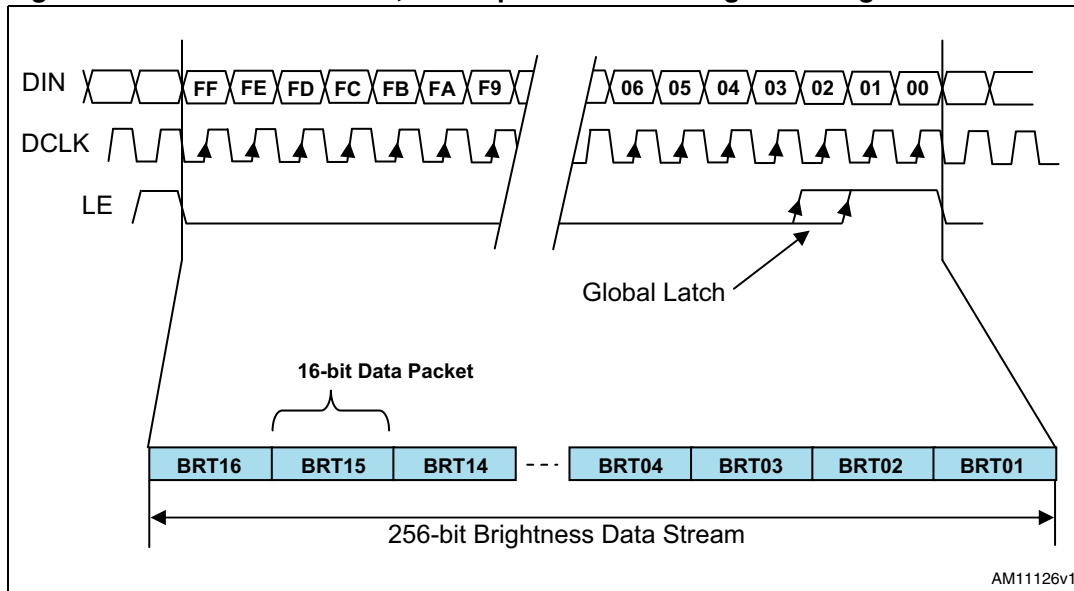 DIN FF FE FD FC FB FA F9 06 05 04 03 02 01 00
DCLK
LE
Global Latch
16-bit Data Packet
BRT16 BRT15 BRT14 BRT04 BRT03 BRT02 BRT01
256-bit Brightness Data Stream
AM11126v1